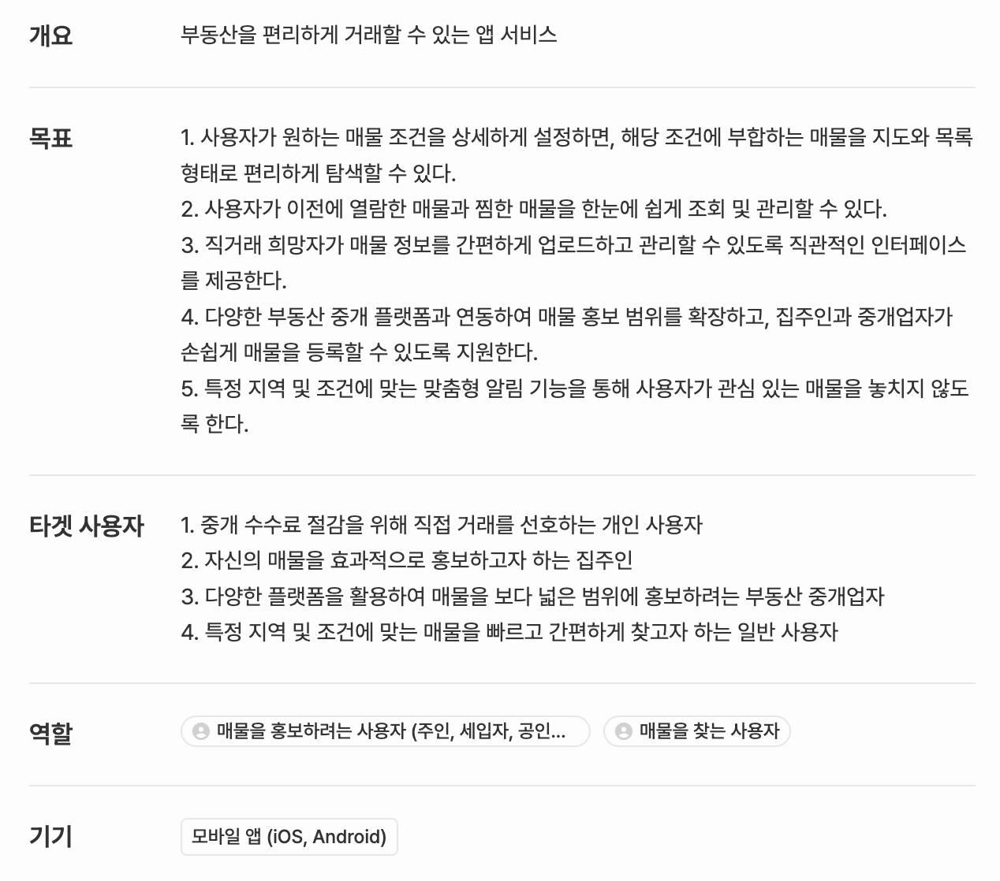 개요
부동산을 편리하게 거래할 수 있는 앱 서비스
목표
1. 사용자가 원하는 매물 조건을 상세하게 설정하면, 해당 조건에 부합하는 매물을 지도와 목록
형태로 편리하게 탐색할 수 있다.
2. 사용자가 이전에 열람한 매물과 찜한 매물을 한눈에 쉽게 조회 및 관리할 수 있다.
3. 직거래 희망자가 매물 정보를 간편하게 업로드하고 관리할 수 있도록 직관적인 인터페이스
를 제공한다.
4. 다양한 부동산 중개 플랫폼과 연동하여 매물 홍보 범위를 확장하고, 집주인과 중개업자가
손쉽게 매물을 등록할 수 있도록 지원한다.
5. 특정 지역 및 조건에 맞는 맞춤형 알림 기능을 통해 사용자가 관심 있는 매물을 놓치지 않도
록 한다.
타겟 사용자
1. 중개 수수료 절감을 위해 직접 거래를 선호하는 개인 사용자
2. 자신의 매물을 효과적으로 홍보하고자 하는 집주인
3. 다양한 플랫폼을 활용하여 매물을 보다 넓은 범위에 홍보하려는 부동산 중개업자
4. 특정 지역 및 조건에 맞는 매물을 빠르고 간편하게 찾고자 하는 일반 사용자
역할
매물을 홍보하려는 사용자 (주인, 세입자, 공인...
매물을 찾는 사용자
기기
모바일 앱 (iOS, Android)